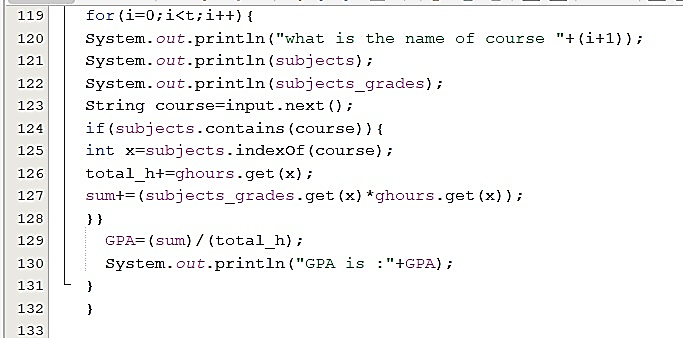 119 for(i=0;i<t;i++){
120 System.out.println("what is the name of course "+(i+1));
121 System.out.println(subjects);
122 System.out.println(subjects_grades);
123 String course=input.next();
124 if(subjects.contains(course)){
125 int x=subjects.indexOf(course);
126 total_h+=ghours.get(x);
127 sum+=(subjects_grades.get(x)*ghours.get(x));
128 }}
129 GPA=(sum)/(total_h);
130 System.out.println("GPA is :"+GPA);
131 }
132 }
133